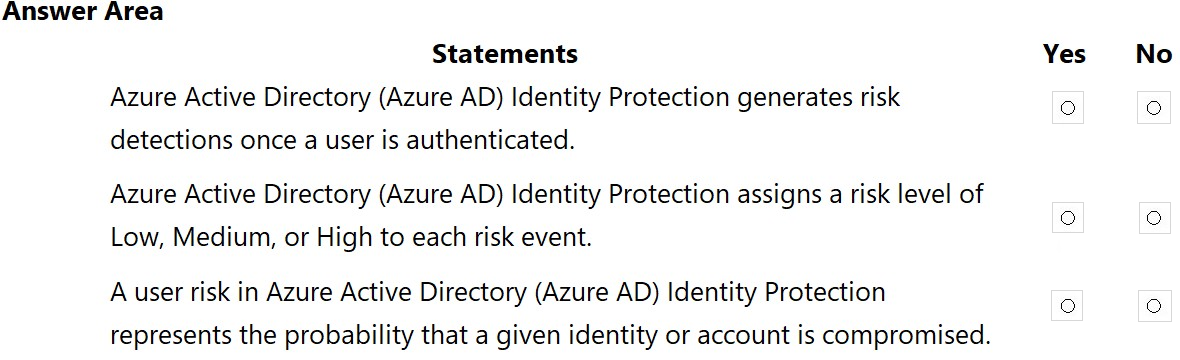 Answer Area
Statements Yes No
Azure Active Directory (Azure AD) Identity Protection generates risk
detections once a user is authenticated.
Azure Active Directory (Azure AD) Identity Protection assigns a risk level of
Low, Medium, or High to each risk event.
A user risk in Azure Active Directory (Azure AD) Identity Protection
represents the probability that a given identity or account is compromised.